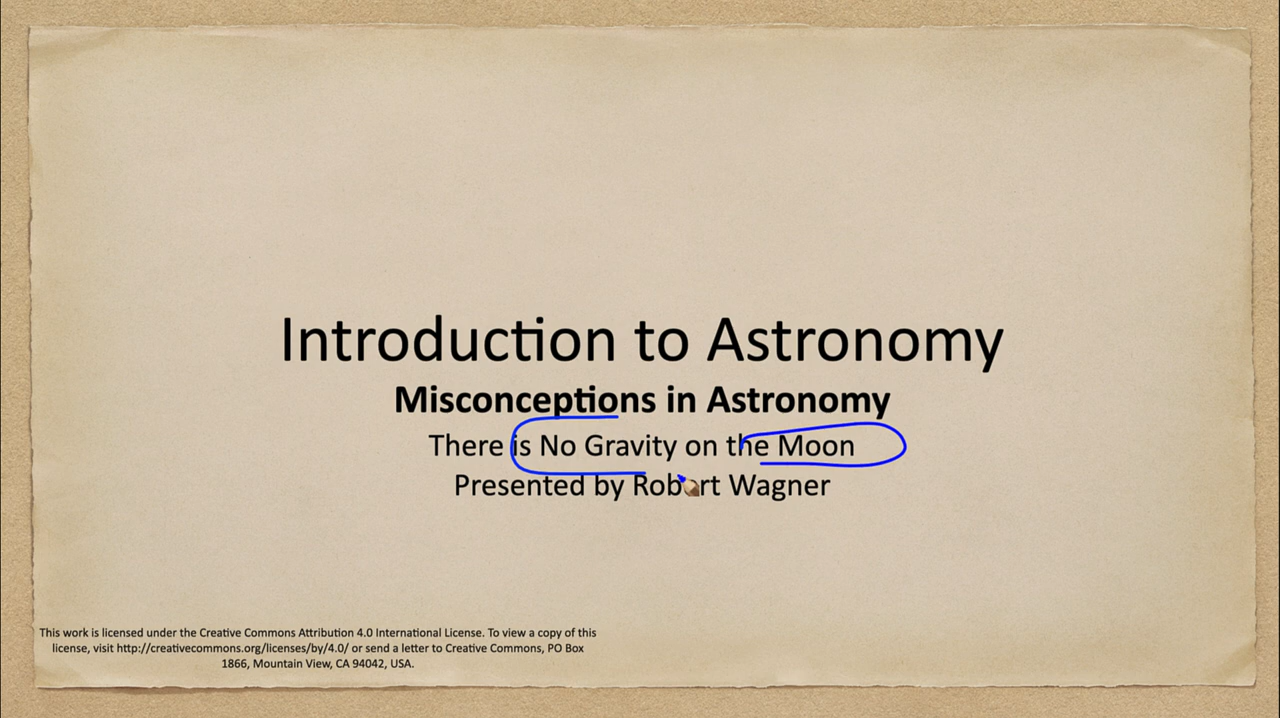 Introduction to Astronomy
Misconceptions in Astronomy
There is No Gravity on the Moon
Presented by Robert Wagner
This work is licensed under the Creative Commons Attribution 4.0 International License. To view a copy of this
license, visit http://creativecommons.org/licenses/by/4.0/ or send a letter to Creative Commons, PO Box
1866, Mountain View, CA 94042, USA.